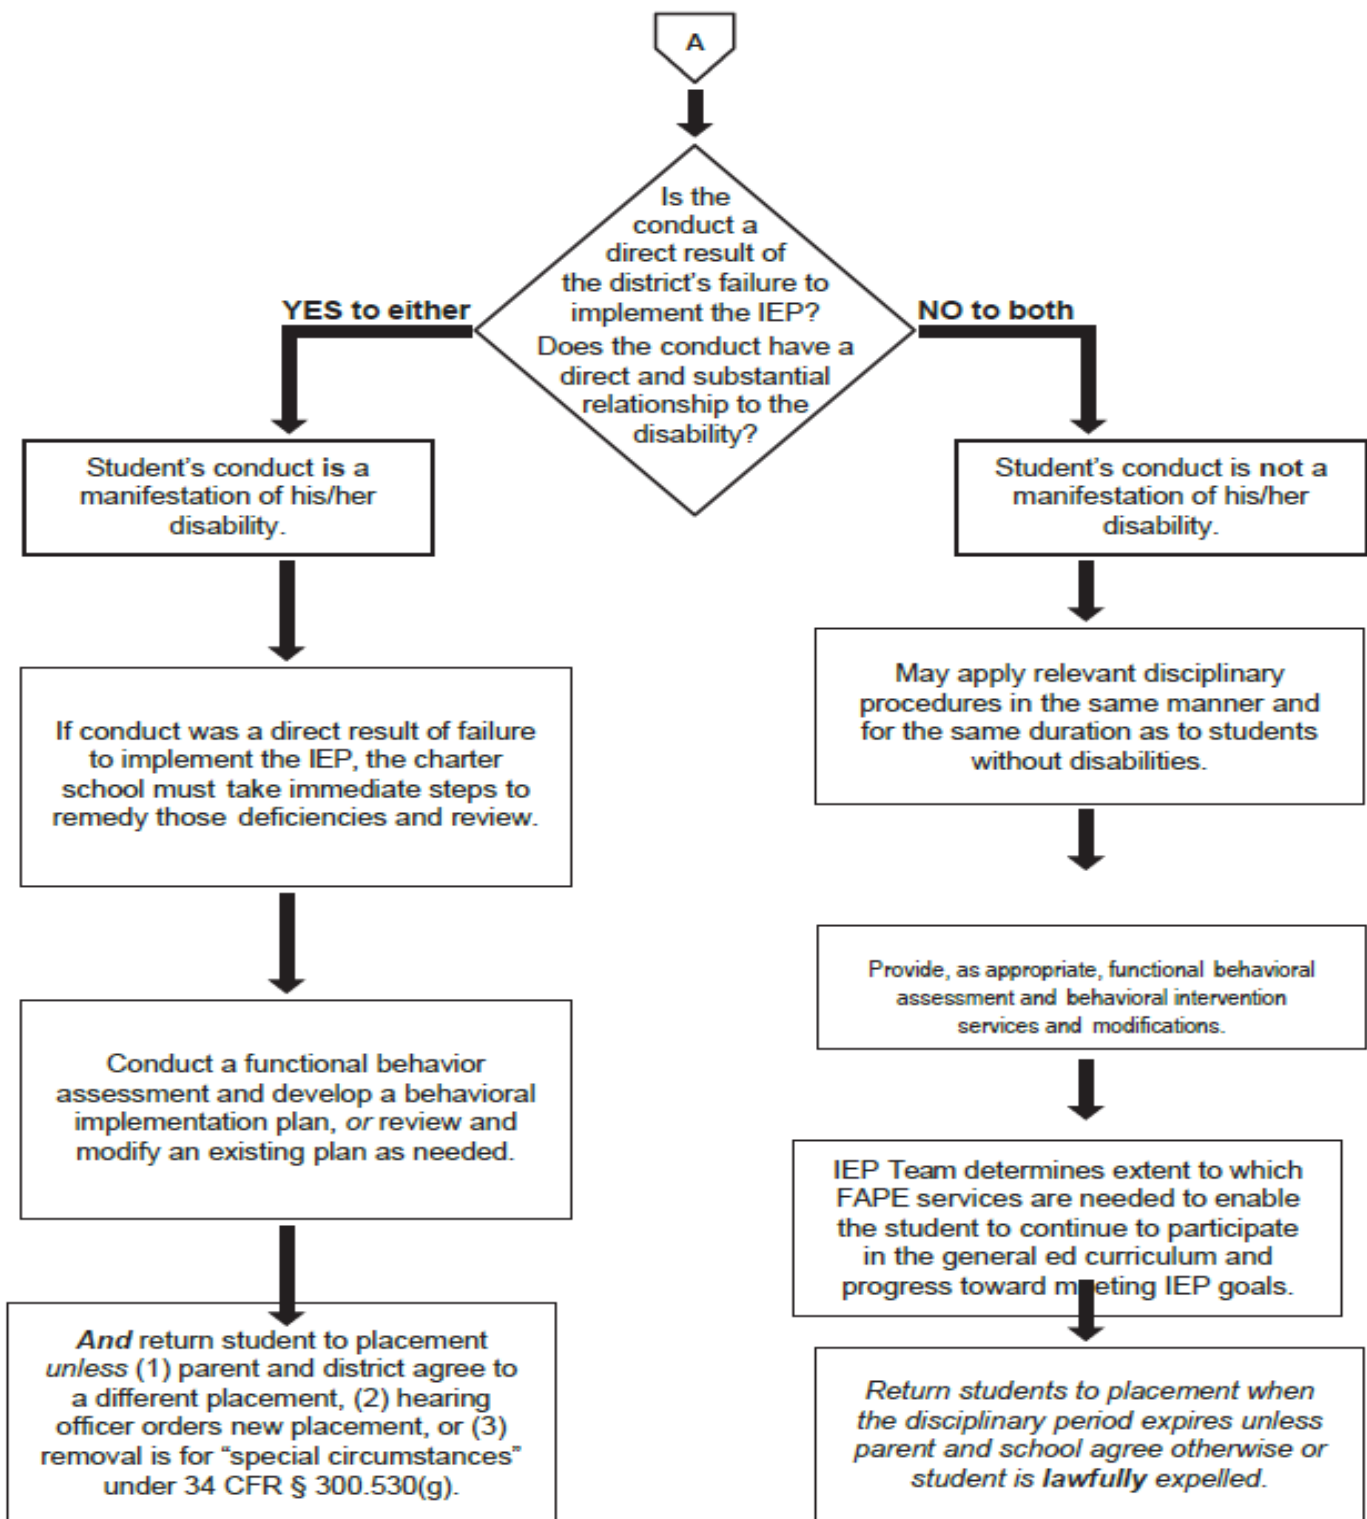 A
Is the
conduct a
direct result of
the district's failure to
implement the IEP?
Does the conduct have a
direct and substantial
relationship to the
disability?
YES to either
NO to both
Student's conduct is a
manifestation of his/her
disability.
If conduct was a direct result of failure
to implement the IEP, the charter
school must take immediate steps to
remedy those deficiencies and review.
Conduct a functional behavior
assessment and develop a behavioral
implementation plan, or review and
modify an existing plan as needed.
And return student to placement
unless (1) parent and district agree to
a different placement, (2) hearing
officer orders new placement, or (3)
removal is for “special circumstances”
under 34 CFR § 300.530(g).
Student's conduct is not a
manifestation of his/her
disability.
May apply relevant disciplinary
procedures in the same manner and
for the same duration as to students
without disabilities.
Provide, as appropriate, functional behavioral
assessment and behavioral intervention
services and modifications.
IEP Team determines extent to which
FAPE services are needed to enable
the student to continue to participate
in the general ed curriculum and
progress toward meeting IEP goals.
Return students to placement when
the disciplinary period expires unless
parent and school agree otherwise or
student is lawfully expelled.